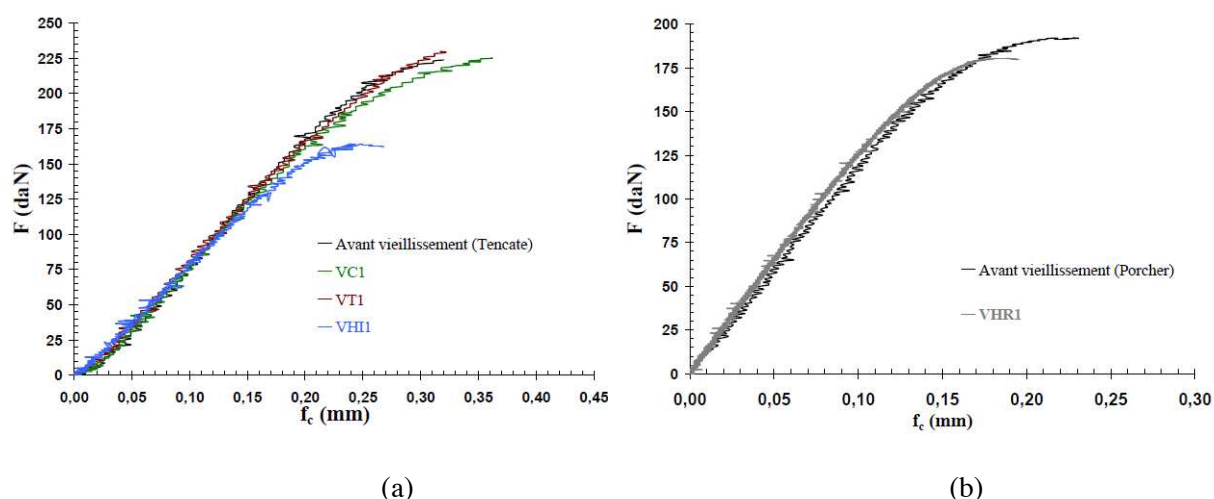 250
225
200
175
150
125
100
75
50
25
0
F (daN)
Avant vieillissement (Tencate)
VC1
VT1
VHI1
0,00 0,05 0,10 0,15 0,20 0,25 0,30 0,35 0,40 0,45
fc (mm)
(a)
200
175
150
125
100
75
50
25
0
F (daN)
Avant vieillissement (Porcher)
VHR1
0,00 0,05 0,10 0,15 0,20 0,25 0,30
fc (mm)
(b)